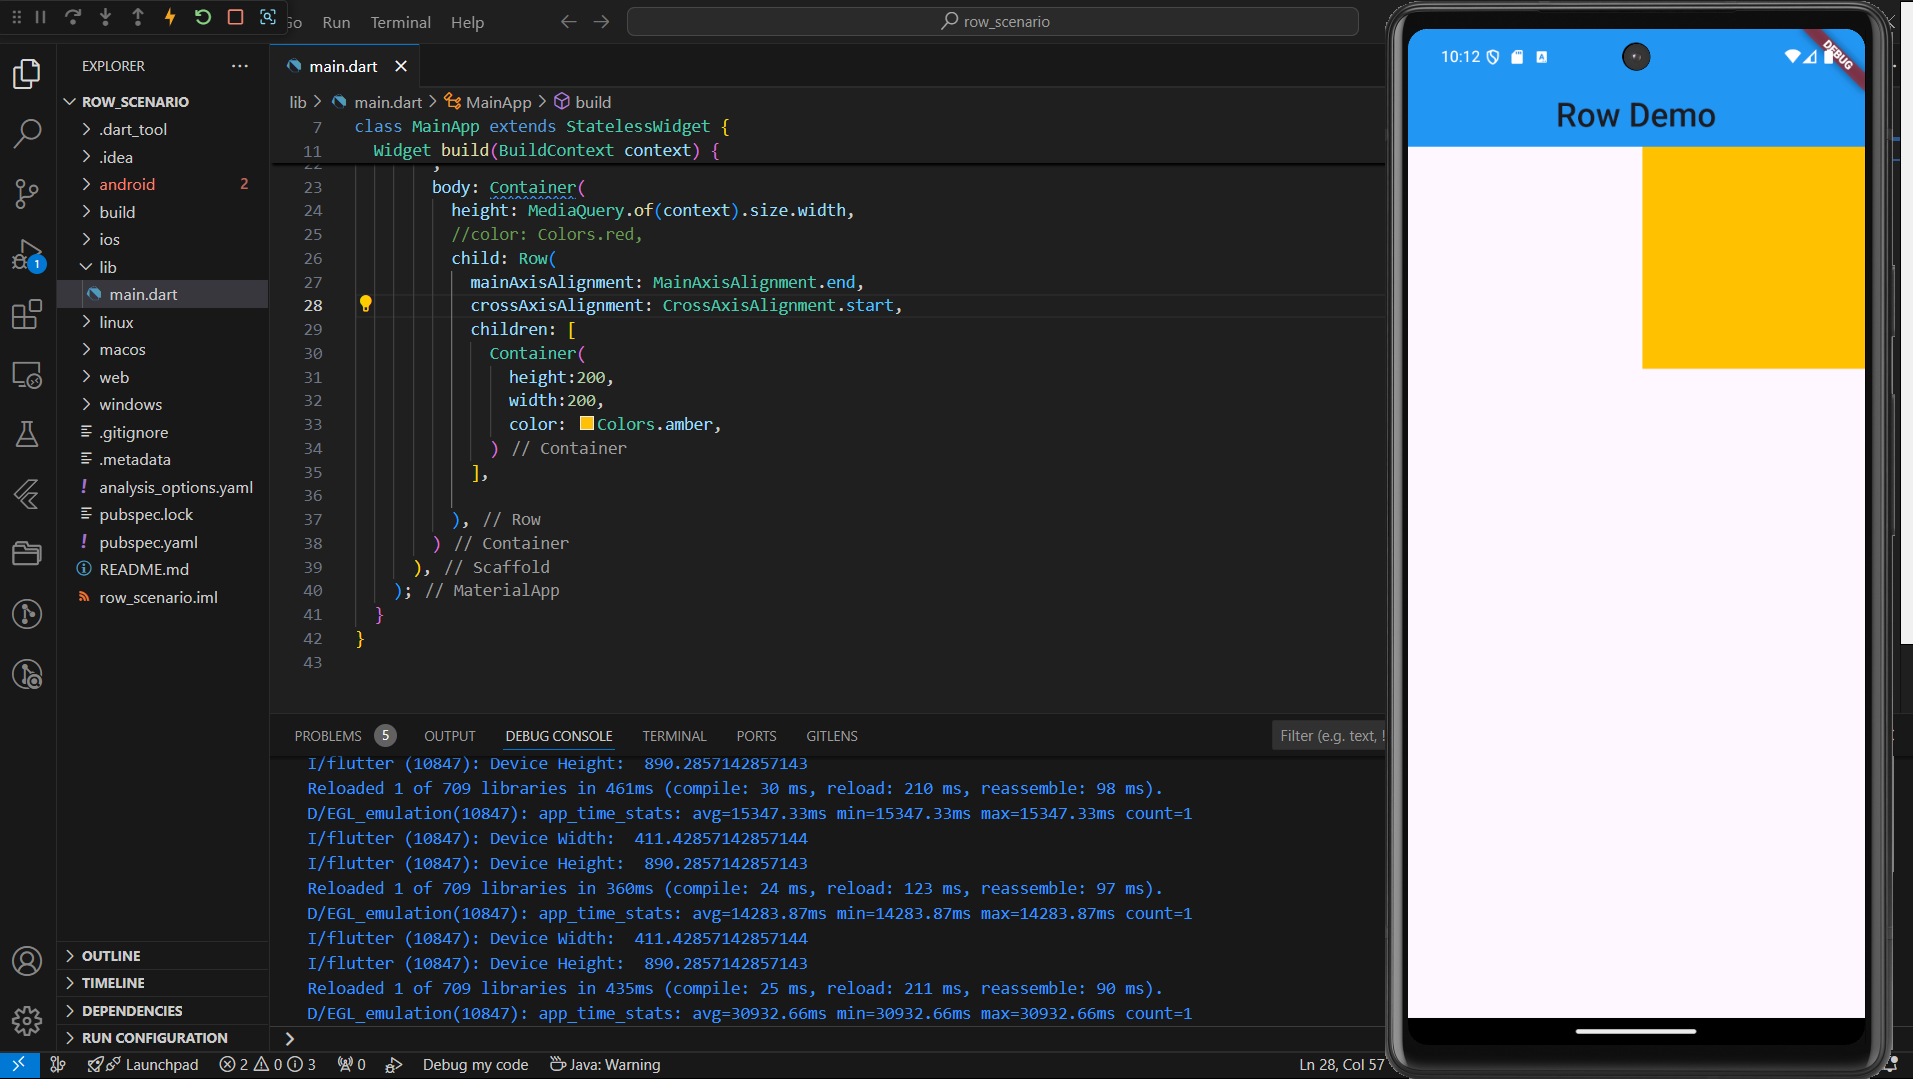 Go Run Terminal Help
row_scenario
EXPLORER
ROW_SCENARIO
.dart_tool
.idea
android 2
build
ios
lib
main.dart
linux
macos
web
windows
.gitignore
.metadata
analysis_options.yaml
pubspec.lock
pubspec.yaml
README.md
row_scenario.iml
OUTLINE
TIMELINE
DEPENDENCIES
RUN CONFIGURATION
1
main.dart
lib > main.dart > MainApp > build
7 class MainApp extends StatelessWidget {
11 Widget build(BuildContext context) {
22
23 body: Container(
24 height: MediaQuery.of(context).size.width,
25 //color: Colors.red,
26 child: Row(
27 mainAxisAlignment: MainAxisAlignment.end,
28 crossAxisAlignment: CrossAxisAlignment.start,
29 children: [
30 Container(
31 height:200,
32 width:200,
33 color: Colors.amber,
34 ) // Container
35 ],
36
37 ), // Row
38 ) // Container
39 ), // Scaffold
40 ); // MaterialApp
41 }
42 }
43
PROBLEMS 5 OUTPUT DEBUG CONSOLE TERMINAL PORTS GITLENS Filter (e.g. text, !
I/flutter (10847): Device Height:  890.2857142857143
Reloaded 1 of 709 libraries in 461ms (compile: 30 ms, reload: 210 ms, reassemble: 98 ms).
D/EGL_emulation(10847): app_time_stats: avg=15347.33ms min=15347.33ms max=15347.33ms count=1
I/flutter (10847): Device Width:  411.42857142857144
I/flutter (10847): Device Height:  890.2857142857143
Reloaded 1 of 709 libraries in 360ms (compile: 24 ms, reload: 123 ms, reassemble: 97 ms).
D/EGL_emulation(10847): app_time_stats: avg=14283.87ms min=14283.87ms max=14283.87ms count=1
I/flutter (10847): Device Width:  411.42857142857144
I/flutter (10847): Device Height:  890.2857142857143
Reloaded 1 of 709 libraries in 435ms (compile: 25 ms, reload: 211 ms, reassemble: 90 ms).
D/EGL_emulation(10847): app_time_stats: avg=30932.66ms min=30932.66ms max=30932.66ms count=1
Launchpad 2 0 3 0 Debug my code Java: Warning Ln 28, Col 57
10:12
DEBUG
Row Demo